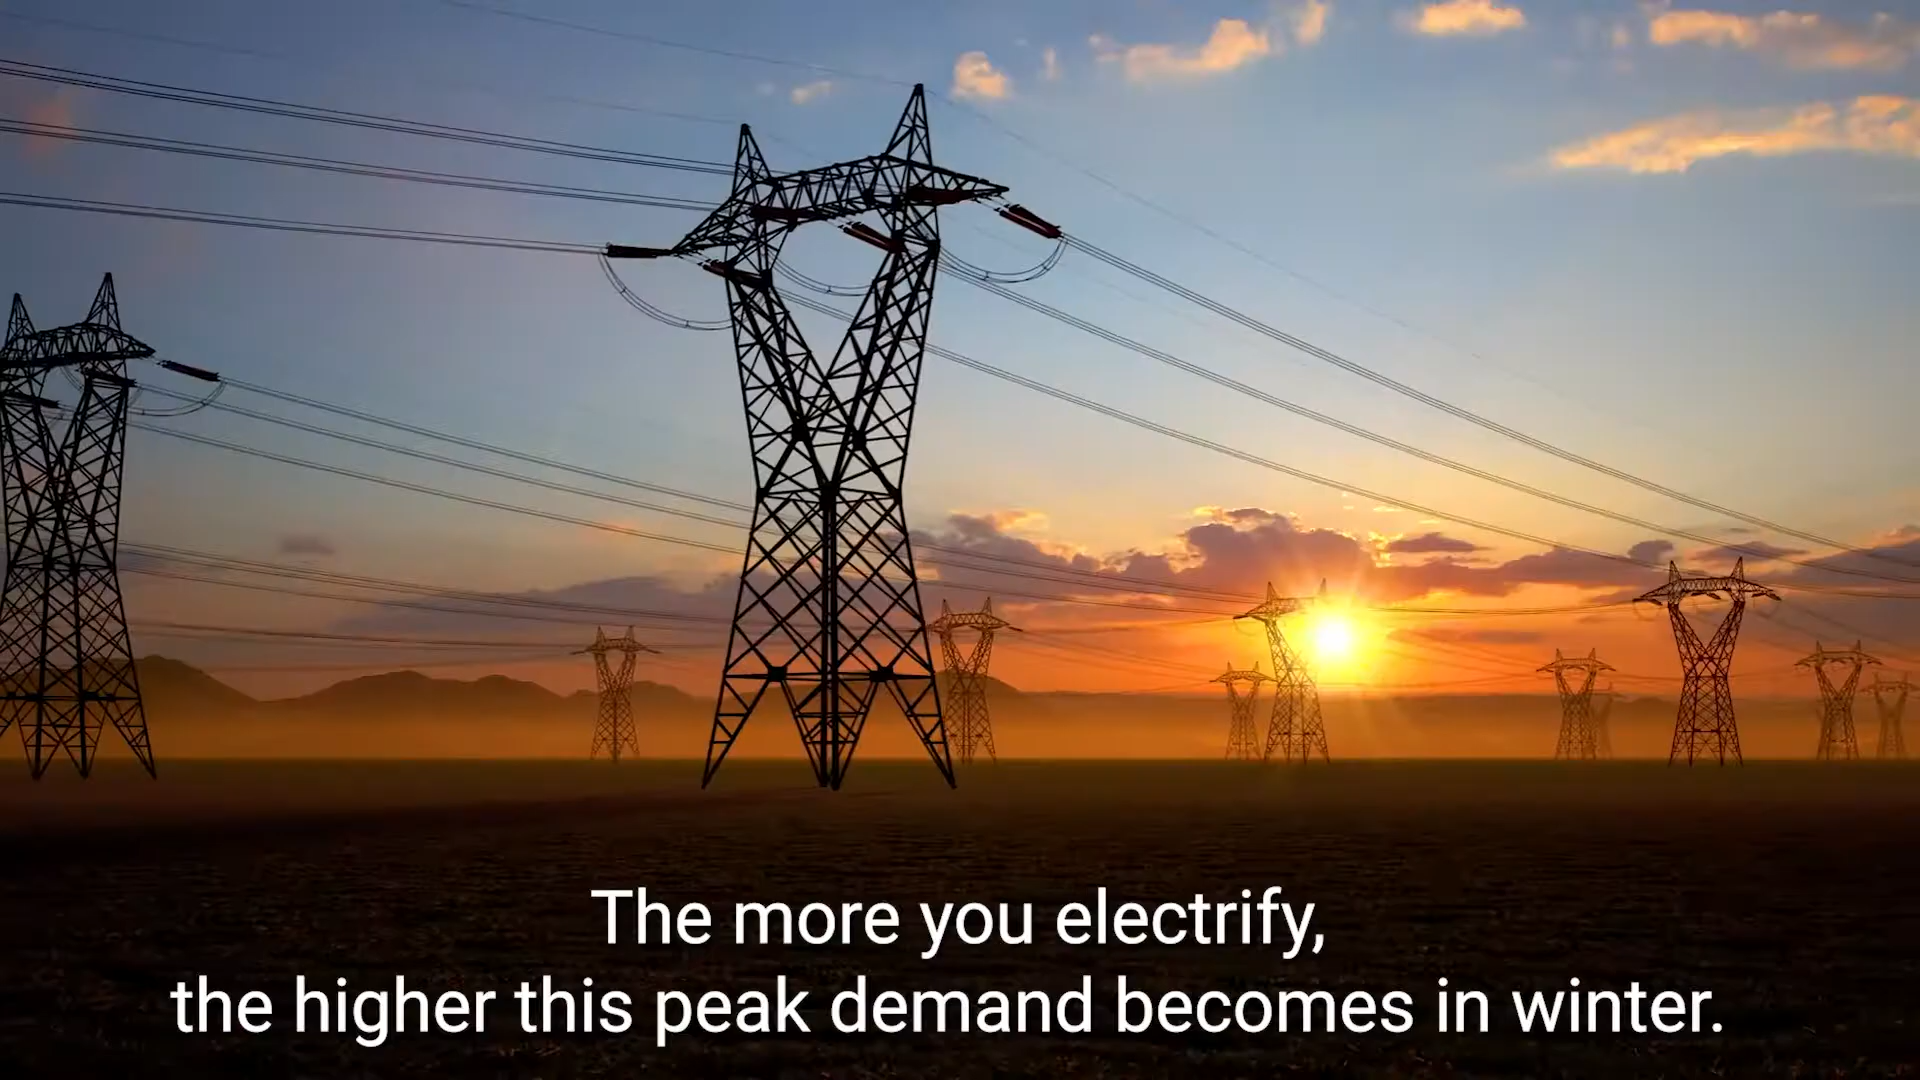 The more you electrify,
the higher this peak demand becomes in winter.